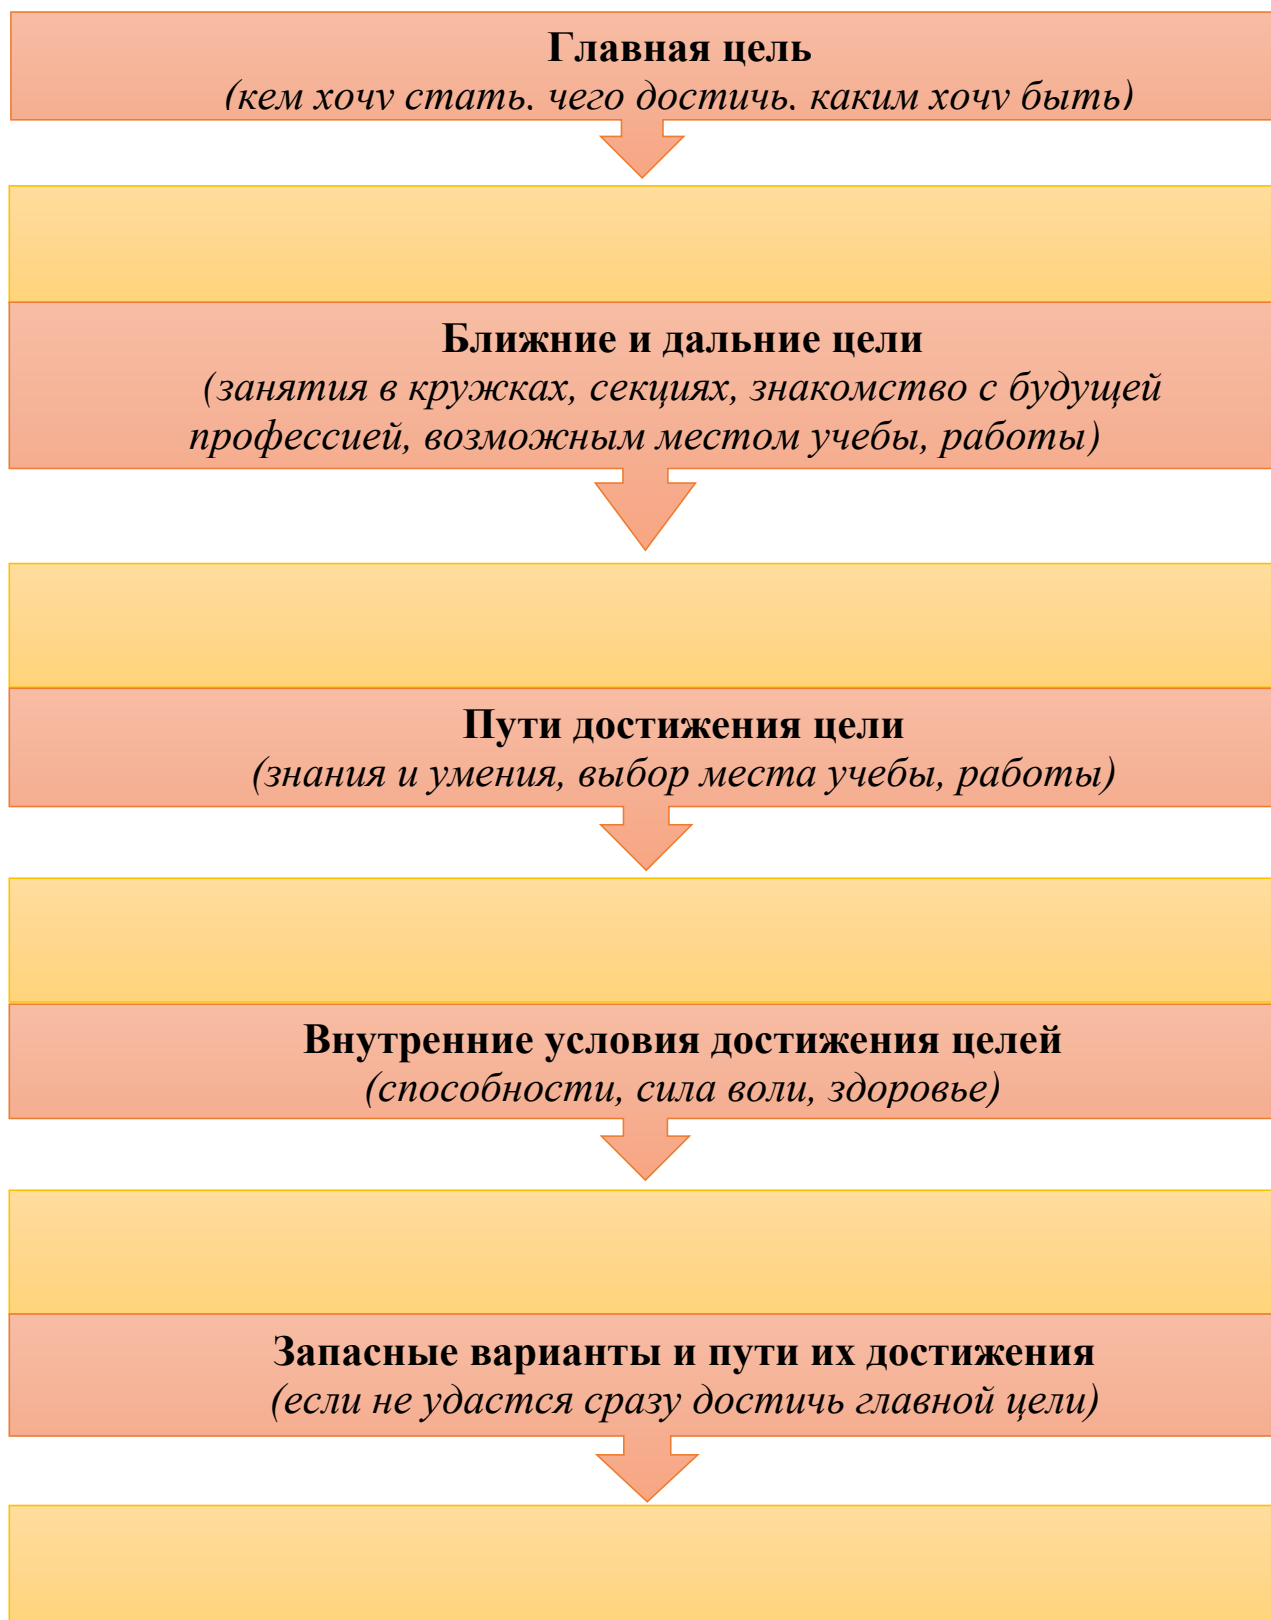 Главная цель
(кем хочу стать, чего достичь, каким хочу быть)
Ближние и дальние цели
(занятия в кружках, секциях, знакомство с будущей
профессией, возможным местом учебы, работы)
Пути достижения цели
(знания и умения, выбор места учебы, работы)
Внутренние условия достижения целей
(способности, сила воли, здоровье)
Запасные варианты и пути их достижения
(если не удастся сразу достичь главной цели)